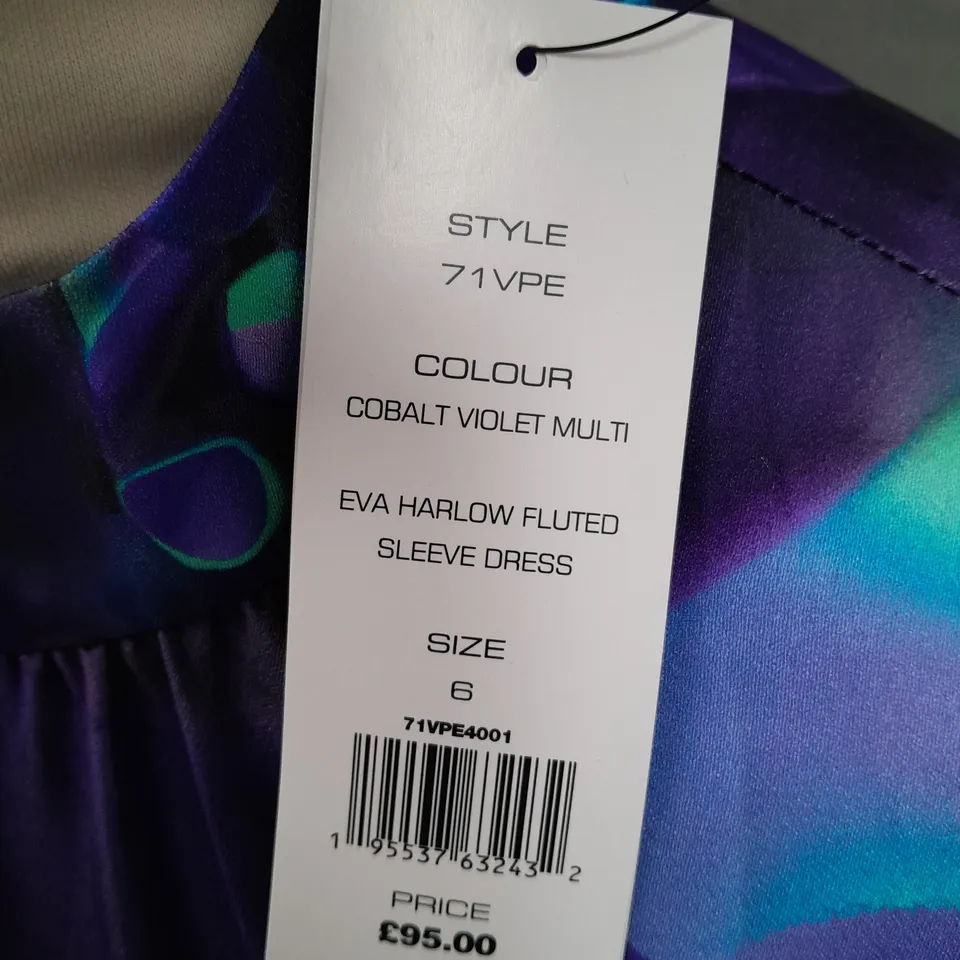 STYLE
71VPE
COLOUR
COBALT VIOLET MULTI
EVA HARLOW FLUTED
SLEEVE DRESS
SIZE
6
71VPE4001
1 95537 63243 2
PRICE
£95.00